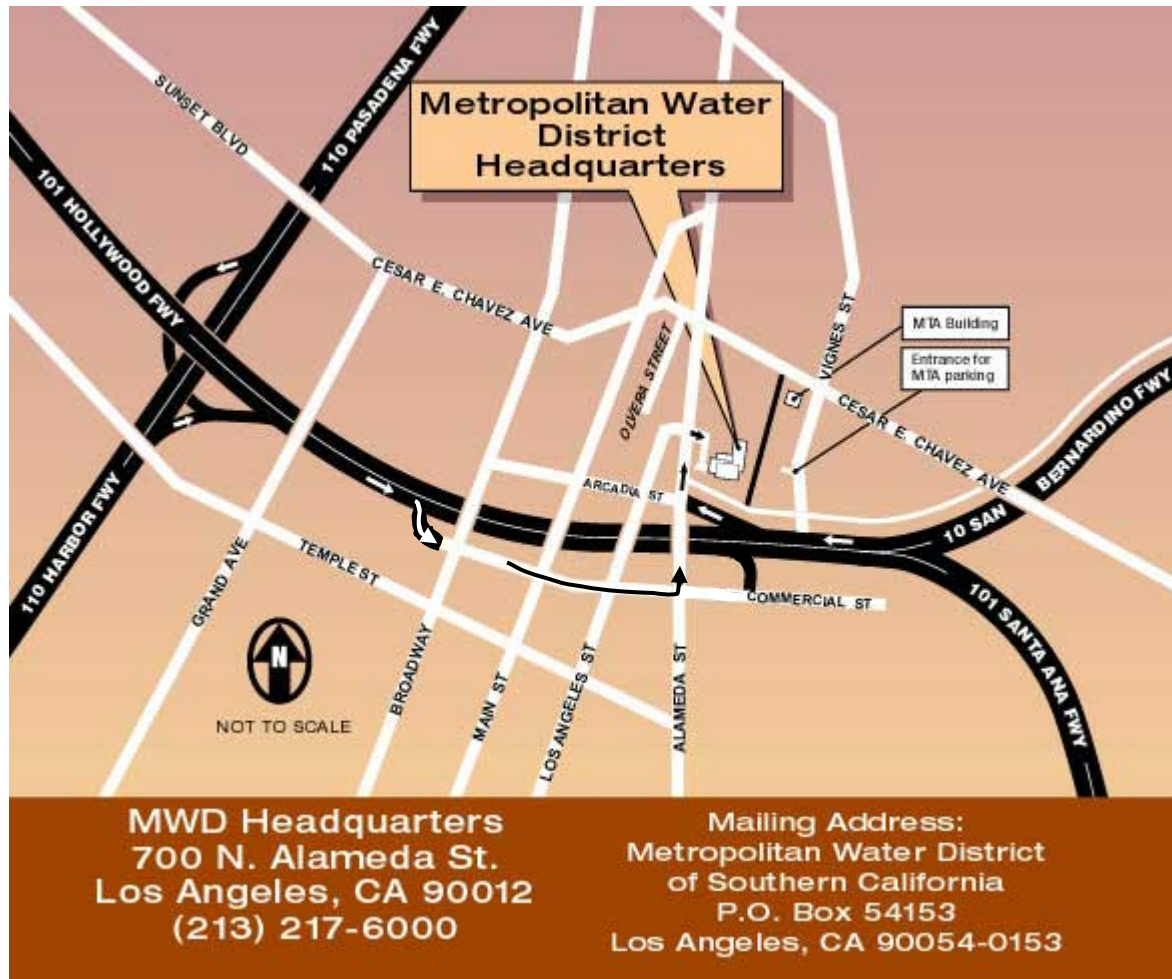 SUNSET BLVD
110 PASADENA FWY
Metropolitan Water
District
Headquarters
101 HOLLYWOOD FWY
CESAR E. CHAVEZ AVE
OLVERA STREET
VIGNES ST
MTA Building
Entrance for
MTA parking
CESAR E. CHAVEZ AVE
10 SAN BERNARDINO FWY
ARCADIA ST
110 HARBOR FWY
GRAND AVE
TEMPLE ST
COMMERCIAL ST
101 SANTA ANA FWY
BROADWAY
MAIN ST
LOS ANGELES ST
ALAMEDA ST
N
NOT TO SCALE
MWD Headquarters
700 N. Alameda St.
Los Angeles, CA 90012
(213) 217-6000
Mailing Address:
Metropolitan Water District
of Southern California
P.O. Box 54153
Los Angeles, CA 90054-0153